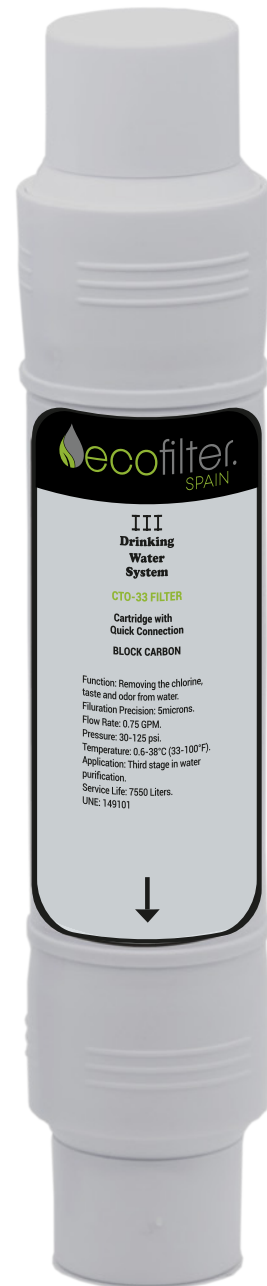 ecofilter.
SPAIN
III
Drinking
Water
System
CTO-33 FILTER
Cartridge with
Quick Connection
BLOCK CARBON
Function: Removing the chlorine,
taste and odor from water.
Filuration Precision: 5microns.
Flow Rate: 0.75 GPM.
Pressure: 30-125 psi.
Temperature: 0.6-38°C (33-100°F).
Application: Third stage in water
purification.
Service Life: 7550 Liters.
UNE: 149101